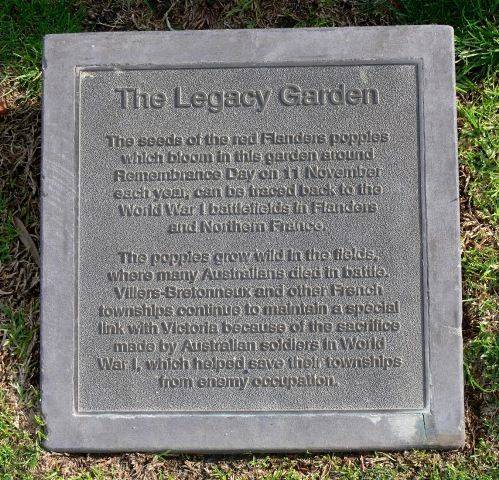 The Legacy Garden
The seeds of the red Flanders poppies
which bloom in this garden around
Remembrance Day on 11 November
each year, can be traced back to the
World War I battlefields in Flanders
and Northern France.
The poppies grow wild in the fields,
where many Australians died in battle.
Villers-Bretonneux and other French
townships continue to maintain a special
link with Victoria because of the sacrifice
made by Australian soldiers in World
War I, which helped save their townships
from enemy occupation.